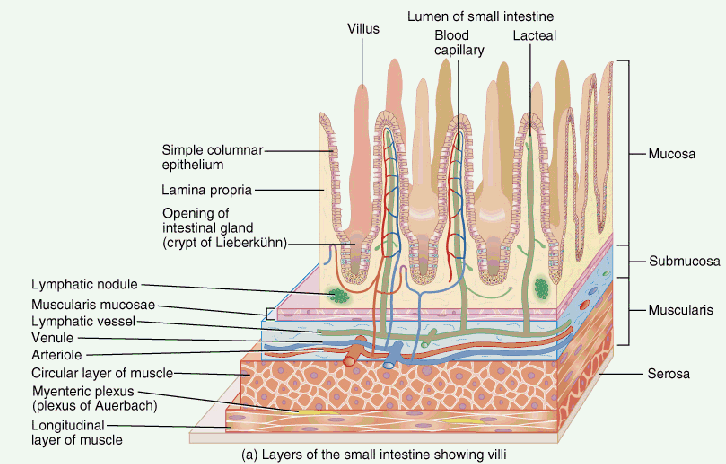 Lumen of small intestine
Villus
Blood
capillary
Lacteal
Simple columnar
epithelium
Lamina propria
Opening of
intestinal gland
(crypt of Lieberkühn)
Lymphatic nodule
Muscularis mucosae
Lymphatic vessel
Venule
Arteriole
Circular layer of muscle
Myenteric plexus
(plexus of Auerbach)
Longitudinal
layer of muscle
Mucosa
Submucosa
Muscularis
Serosa
(a) Layers of the small intestine showing villi